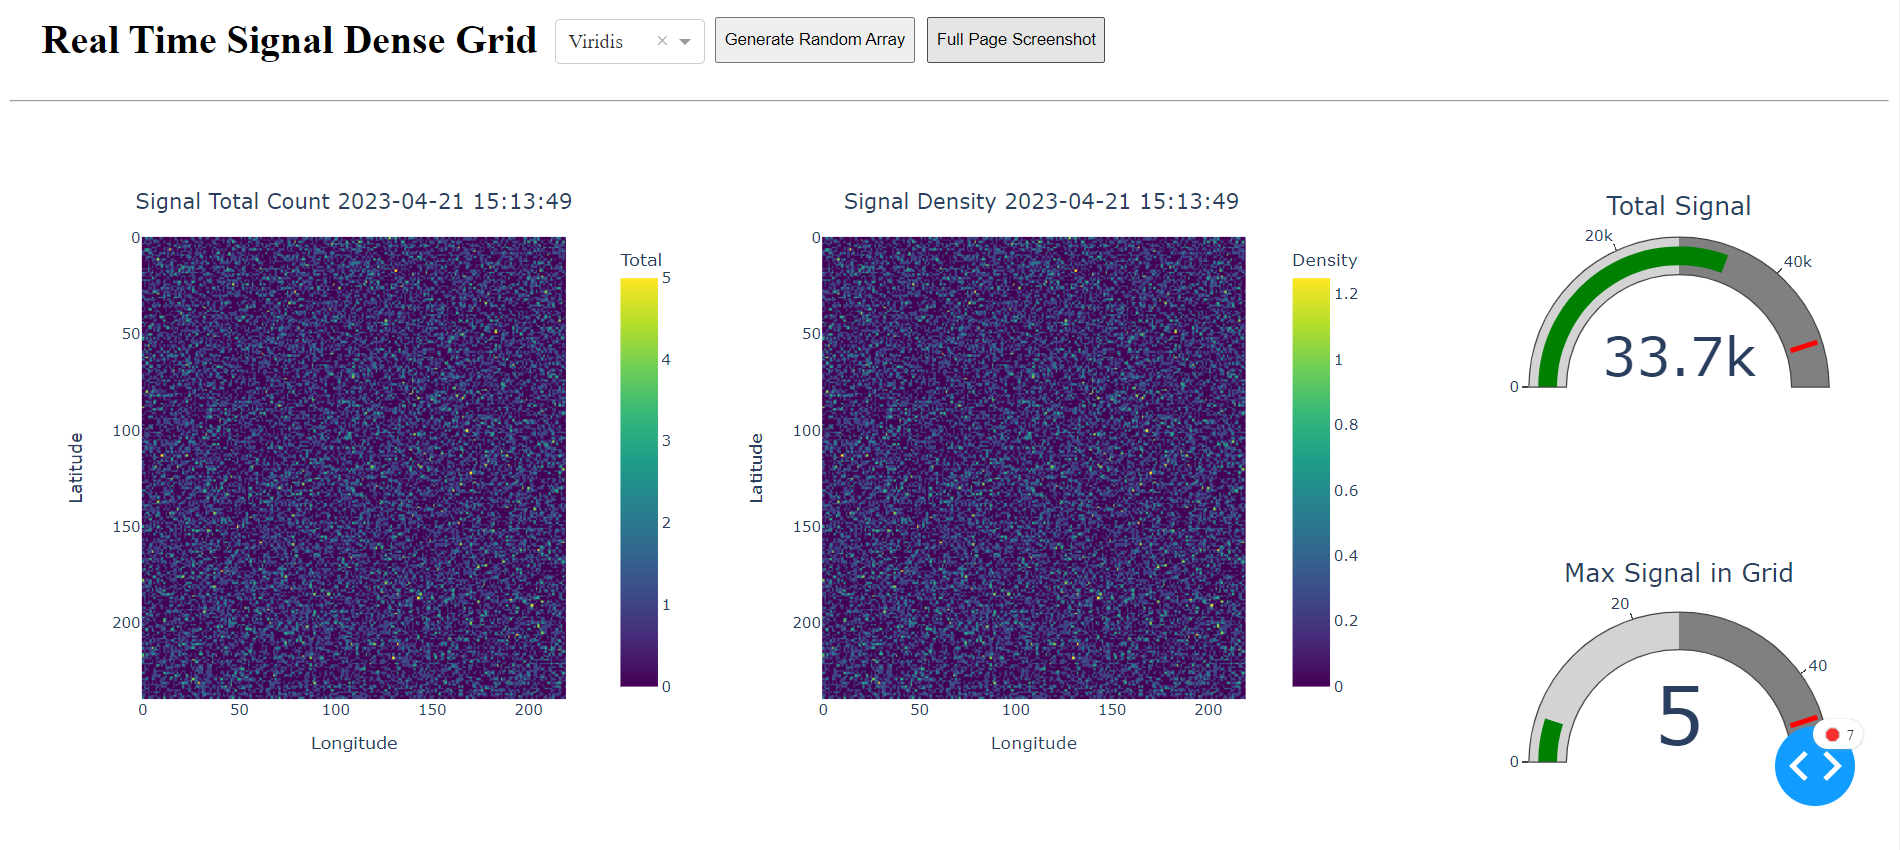 Real Time Signal Dense Grid
Viridis × Generate Random Array Full Page Screenshot
Signal Total Count 2023-04-21 15:13:49
Total
5
4
3
2
1
0
0
50
100
150
200
Latitude
0 50 100 150 200
Longitude
Signal Density 2023-04-21 15:13:49
Density
1.2
1
0.8
0.6
0.4
0.2
0
0
50
100
150
200
Latitude
0 50 100 150 200
Longitude
Total Signal
0
20k
40k
33.7k
Max Signal in Grid
0
20
40
5
7